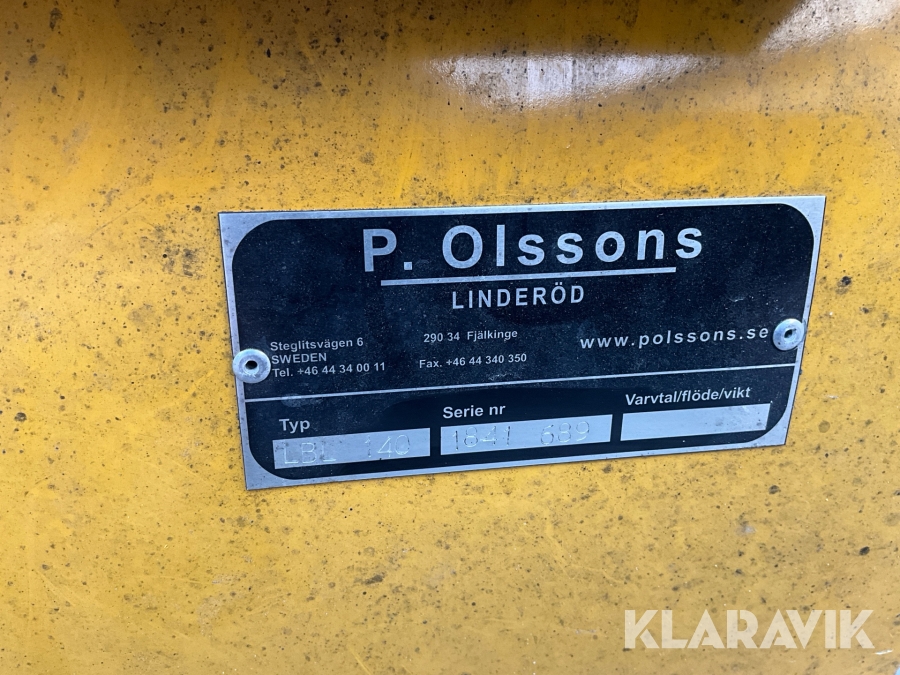 P. Olssons
LINDERÖD
Steglitsvägen 6 290 34 Fjälkinge www.polssons.se
SWEDEN
Tel. +46 44 34 00 11 Fax. +46 44 340 350
Typ Serie nr Varvtal/flöde/vikt
LBL 140 1841 689
KLARAVIK